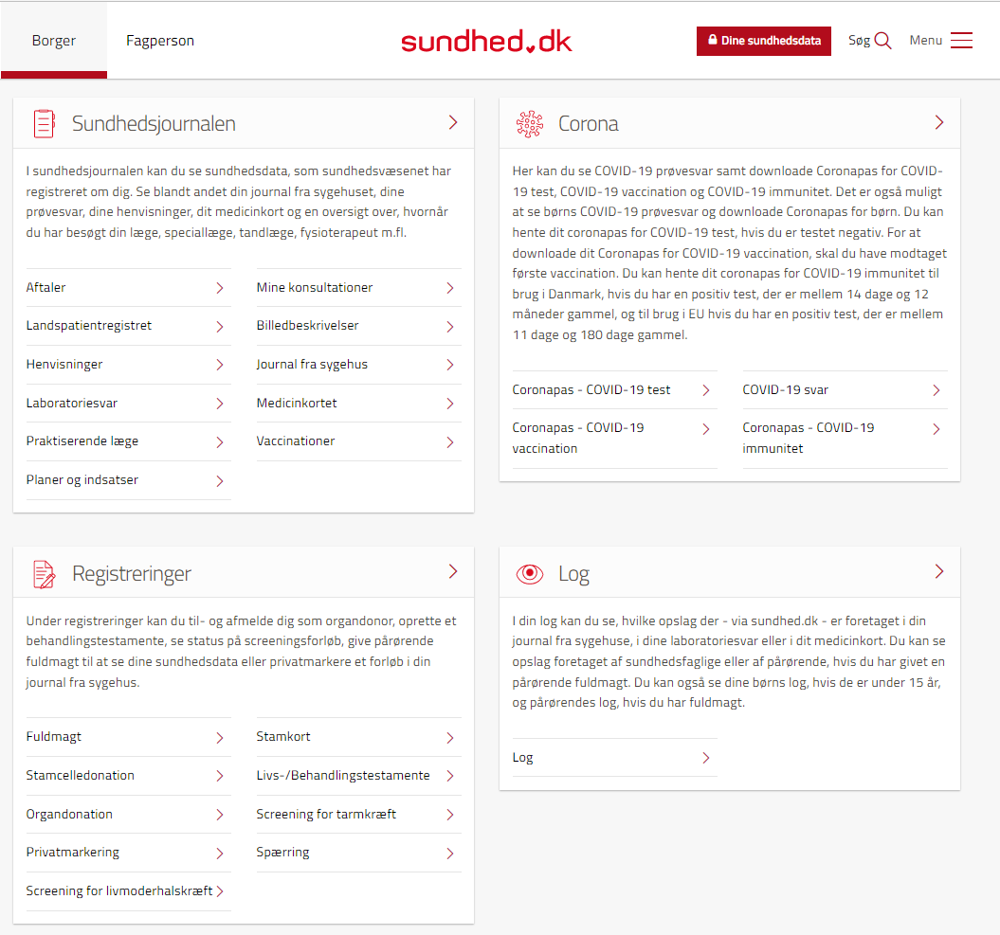 Borger
Fagperson
sundhed.dk
Dine sundhedsdata
Søg
Menu
Sundhedsjournalen
I sundhedsjournalen kan du se sundhedsdata, som sundhedsvæsenet har
registreret om dig. Se blandt andet din journal fra sygehuset, dine
prøvesvar, dine henvisninger, dit medicinkort og en oversigt over, hvornår
du har besøgt din læge, speciallæge, tandlæge, fysioterapeut m.fl.
Aftaler
Mine konsultationer
Landspatientregistret
Billedbeskrivelser
Henvisninger
Journal fra sygehus
Laboratoriesvar
Medicinkortet
Praktiserende læge
Vaccinationer
Planer og indsatser
Corona
Her kan du se COVID-19 prøvesvar samt downloade Coronapas for COVID-
19 test, COVID-19 vaccination og COVID-19 immunitet. Det er også muligt
at se børns COVID-19 prøvesvar og downloade Coronapas for børn. Du kan
hente dit coronapas for COVID-19 test, hvis du er testet negativ. For at
downloade dit Coronapas for COVID-19 vaccination, skal du have modtaget
første vaccination. Du kan hente dit coronapas for COVID-19 immunitet til
brug i Danmark, hvis du har en positiv test, der er mellem 14 dage og 12
måneder gammel, og til brug i EU hvis du har en positiv test, der er mellem
11 dage og 180 dage gammel.
Coronapas - COVID-19 test
COVID-19 svar
Coronapas - COVID-19
vaccination
Coronapas - COVID-19
immunitet
Registreringer
Under registreringer kan du til- og afmelde dig som organdonor, oprette et
behandlingstestamente, se status på screeningsforløb, give pårørende
fuldmagt til at se dine sundhedsdata eller privatmarkere et forløb i din
journal fra sygehus.
Fuldmagt
Stamkort
Stamcelledonation
Livs-/Behandlingstestamente
Organdonation
Screening for tarmkræft
Privatmarkering
Spærring
Screening for livmoderhalskræft
Log
I din log kan du se, hvilke opslag der - via sundhed.dk - er foretaget i din
journal fra sygehuse, i dine laboratoriesvar eller i dit medicinkort. Du kan se
opslag foretaget af sundhedsfaglige eller af pårørende, hvis du har givet en
pårørende fuldmagt. Du kan også se dine børns log, hvis de er under 15 år,
og pårørendes log, hvis du har fuldmagt.
Log